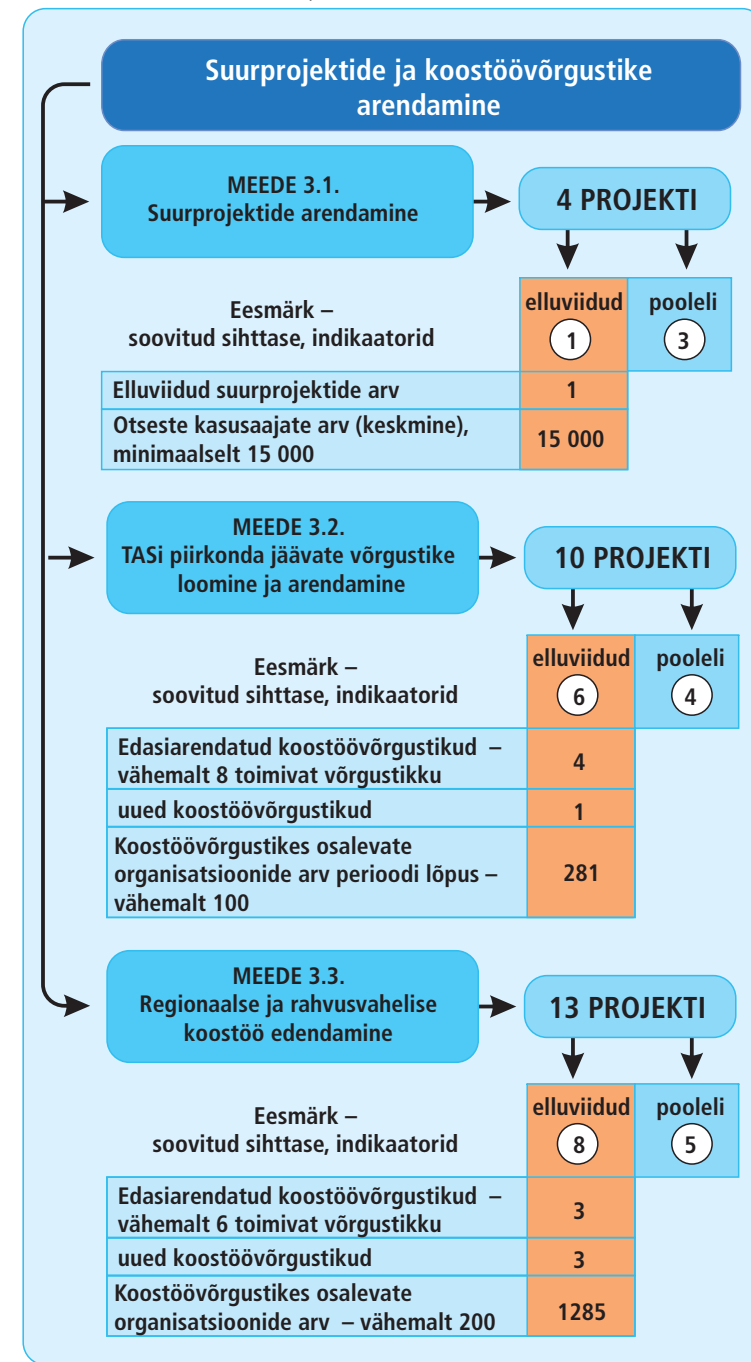 Suurprojektide ja koostöövõrgustike
arendamine
MEEDE 3.1.
Suurprojektide arendamine
4 PROJEKTI
Eesmärk –
soovitud sihttase, indikaatorid
elluviidud
1
pooleli
3
Elluviidud suurprojektide arv
1
Otseste kasusaajate arv (keskmine),
minimaalselt 15 000
15 000
MEEDE 3.2.
TASi piirkonda jäävate võrgustike
loomine ja arendamine
10 PROJEKTI
Eesmärk –
soovitud sihttase, indikaatorid
elluviidud
6
pooleli
4
Edasiarendatud koostöövõrgustikud –
vähemalt 8 toimivat võrgustikku
4
uued koostöövõrgustikud
1
Koostöövõrgustikes osalevate
organisatsioonide arv perioodi lõpus –
vähemalt 100
281
MEEDE 3.3.
Regionaalse ja rahvusvahelise
koostöö edendamine
13 PROJEKTI
Eesmärk –
soovitud sihttase, indikaatorid
elluviidud
8
pooleli
5
Edasiarendatud koostöövõrgustikud –
vähemalt 6 toimivat võrgustikku
3
uued koostöövõrgustikud
3
Koostöövõrgustikes osalevate
organisatsioonide arv – vähemalt 200
1285